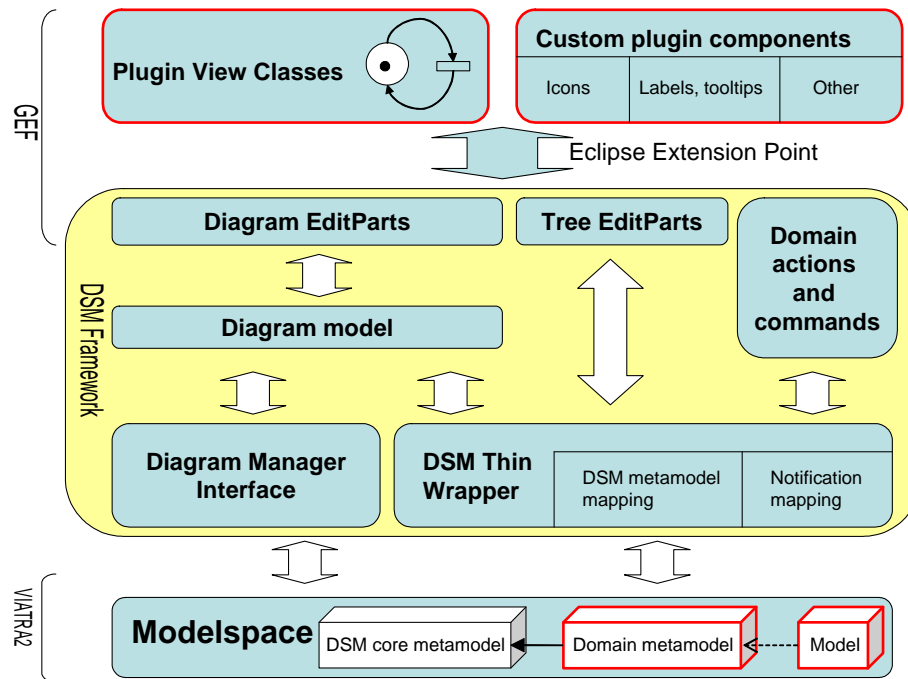 GEF
Plugin View Classes
Custom plugin components
Icons
Labels, tooltips
Other
Eclipse Extension Point
DSM Framework
Diagram EditParts
Tree EditParts
Domain
actions
and
commands
Diagram model
Diagram Manager
Interface
DSM Thin
Wrapper
DSM metamodel
mapping
Notification
mapping
VIATRA2
Modelspace
DSM core metamodel
Domain metamodel
Model